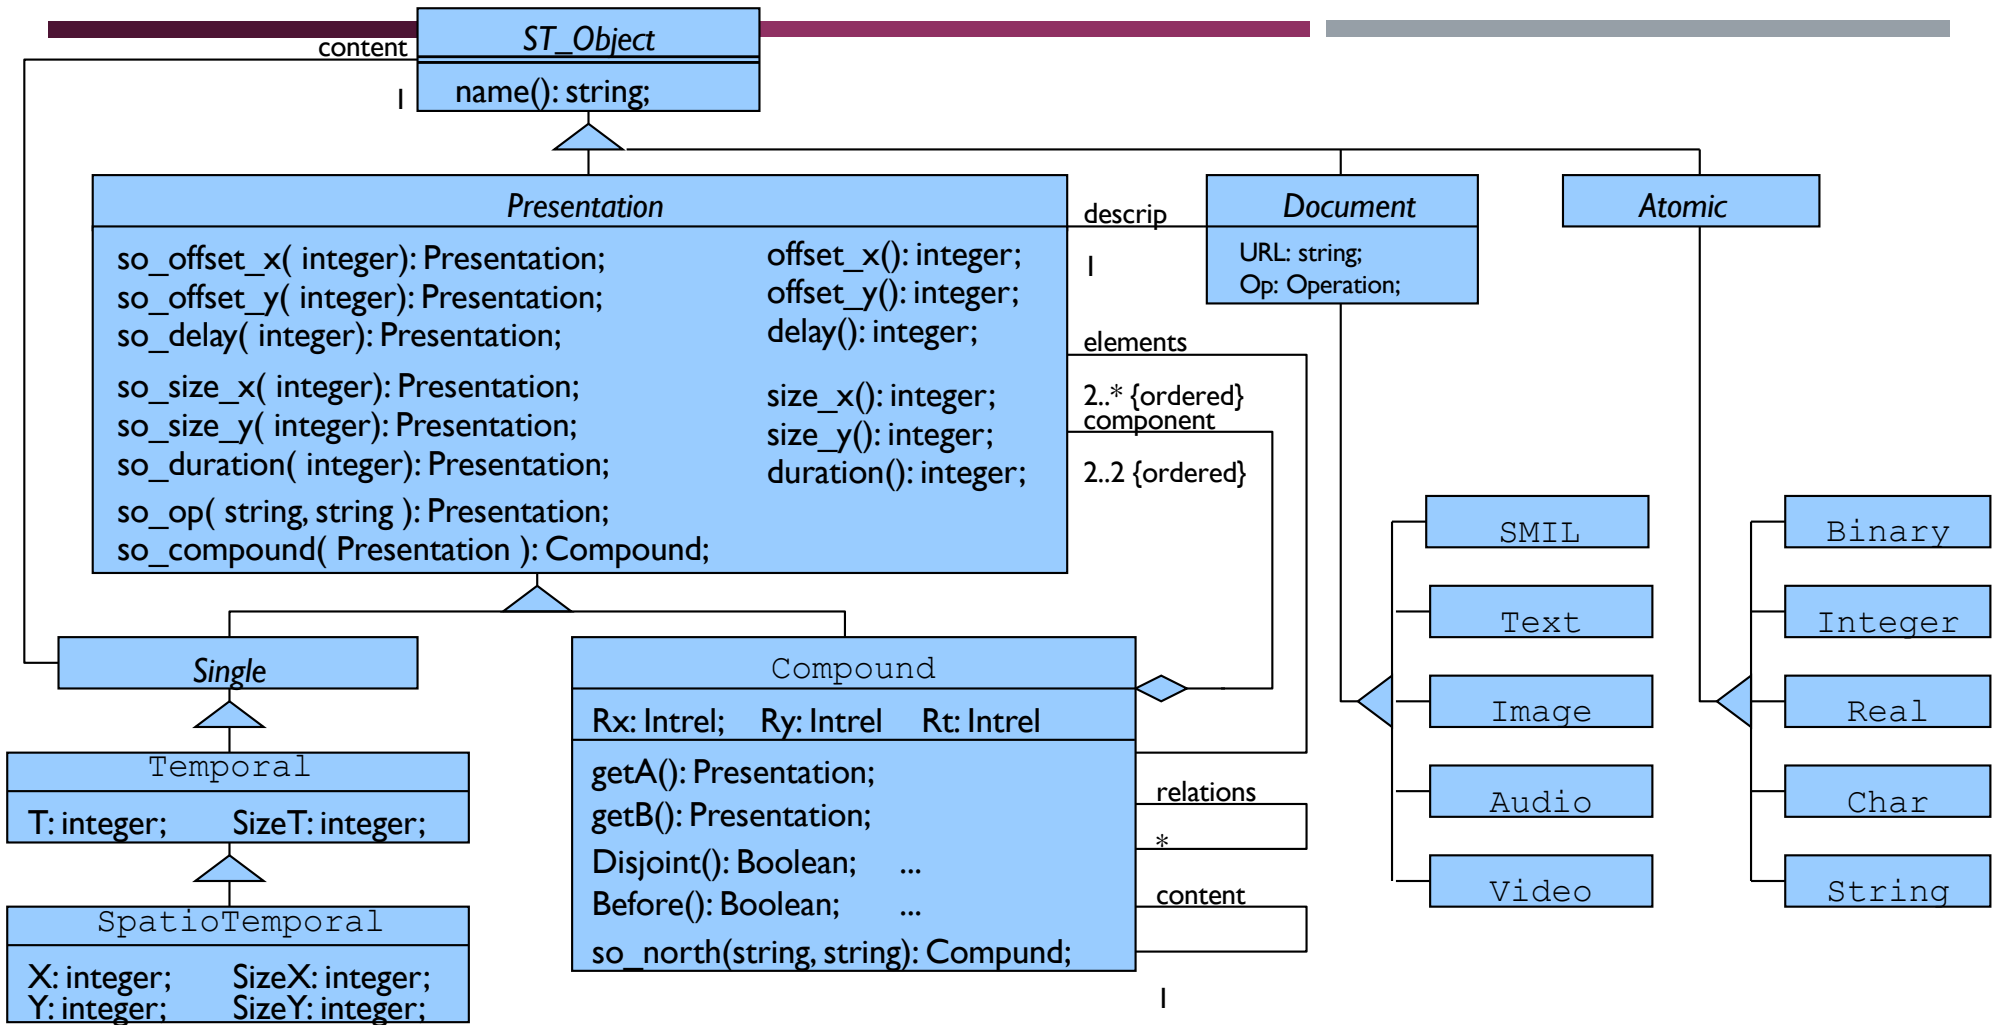 ST_Object
content
1
name(): string;
Presentation
so_offset_x( integer): Presentation;
offset_x(): integer;
so_offset_y( integer): Presentation;
offset_y(): integer;
so_delay( integer): Presentation;
delay(): integer;
so_size_x( integer): Presentation;
size_x(): integer;
so_size_y( integer): Presentation;
size_y(): integer;
so_duration( integer): Presentation;
duration(): integer;
so_op( string, string ): Presentation;
so_compound( Presentation ): Compound;
descrip
1
elements
2..* {ordered}
component
2..2 {ordered}
Document
URL: string;
Op: Operation;
Atomic
SMIL
Text
Image
Audio
Video
Binary
Integer
Real
Char
String
Single
Temporal
T: integer; SizeT: integer;
SpatioTemporal
X: integer; SizeX: integer;
Y: integer; SizeY: integer;
Compound
Rx: Intrel; Ry: Intrel Rt: Intrel
getA(): Presentation;
getB(): Presentation;
Disjoint(): Boolean; ...
Before(): Boolean; ...
so_north(string, string): Compund;
relations
*
content
1